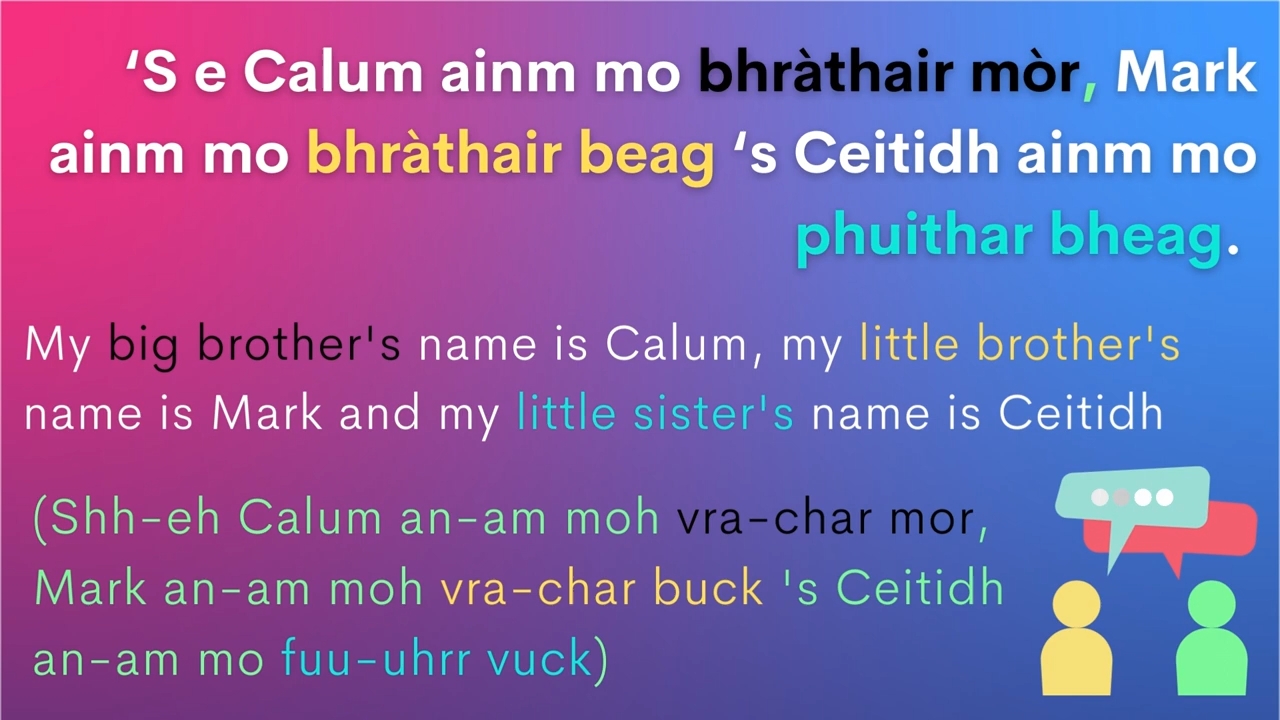 ‘S e Calum ainm mo bhràthair mòr, Mark
ainm mo bhràthair beag ‘s Ceitidh ainm mo
phuithar bheag.
My big brother's name is Calum, my little brother's
name is Mark and my little sister's name is Ceitidh
(Shh-eh Calum an-am moh vra-char mor,
Mark an-am moh vra-char buck 's Ceitidh
an-am mo fuu-uhrr vuck)